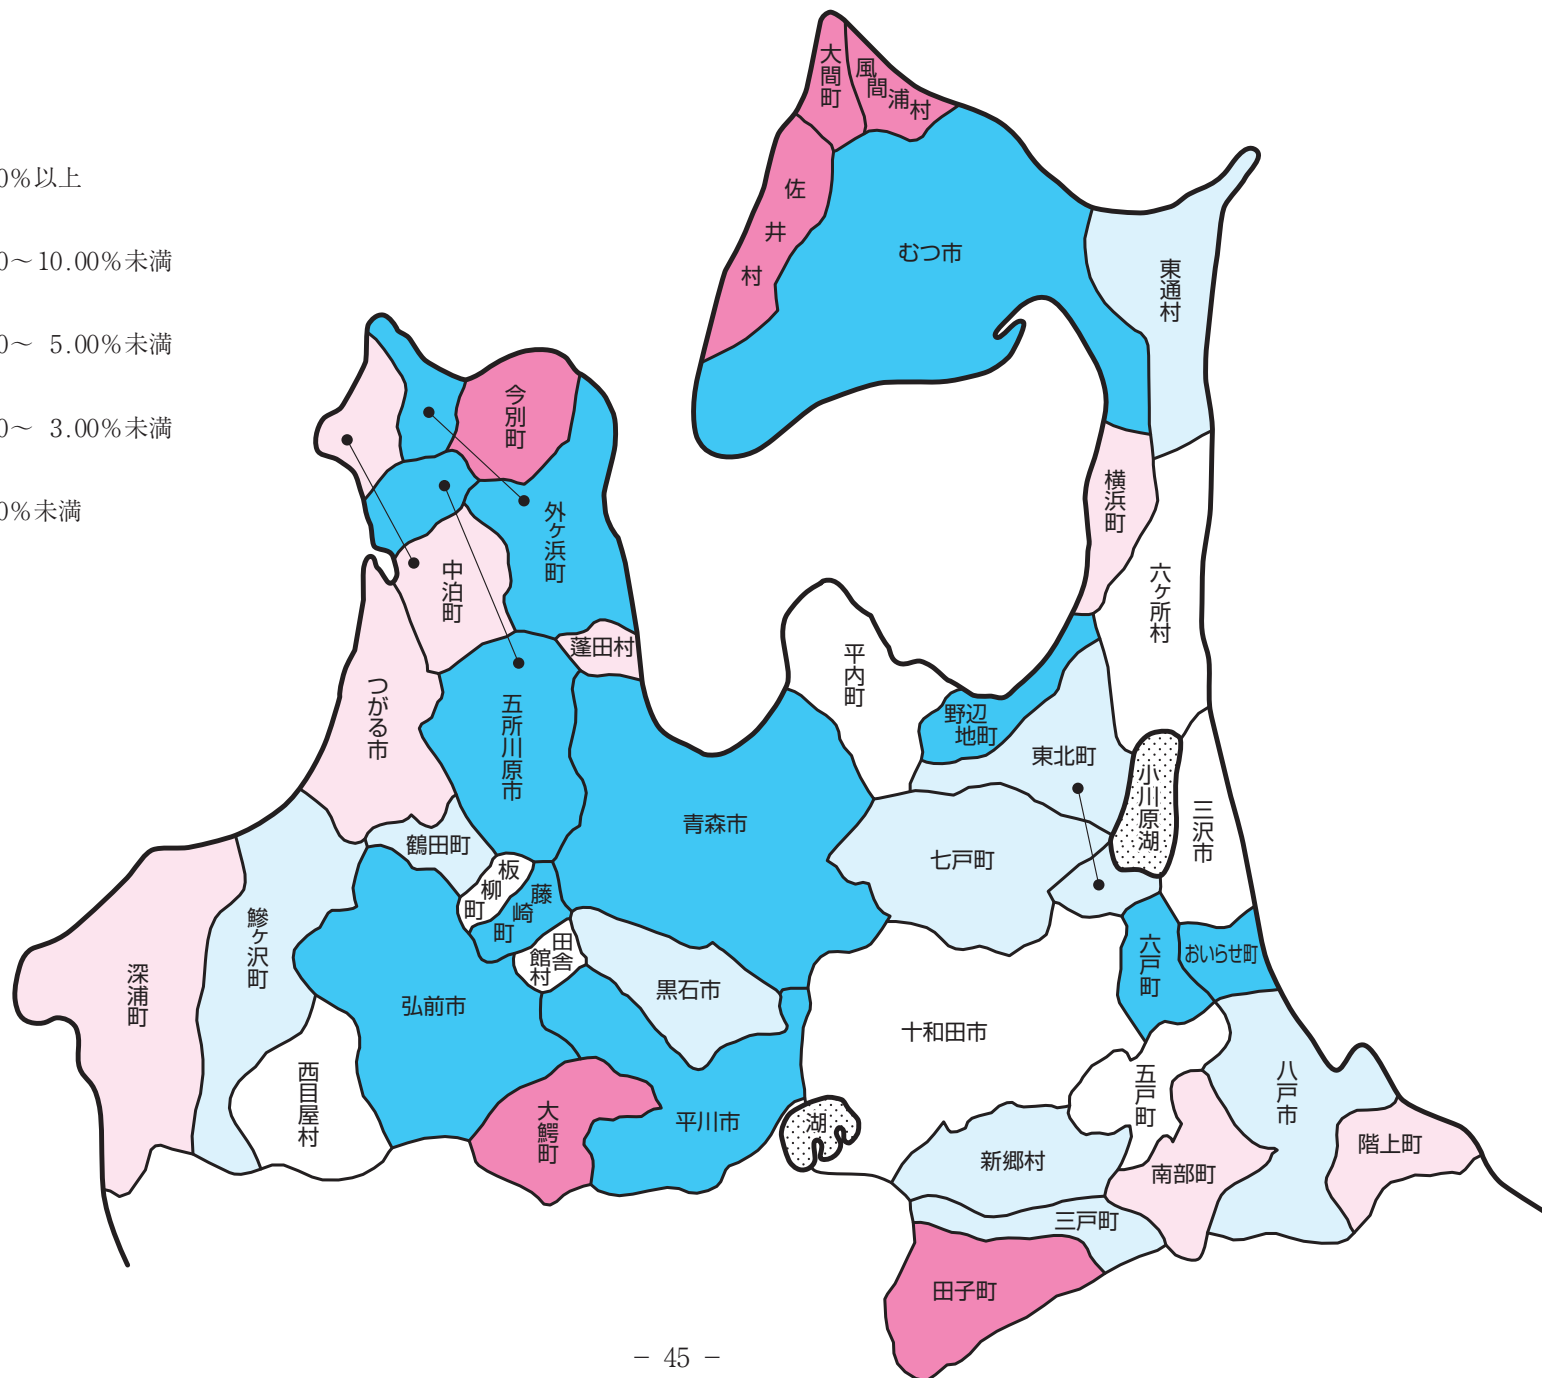 0%以上
0～10.00%未満
0～ 5.00%未満
0～ 3.00%未満
0%未満
大間町
風間浦村
佐井村
むつ市
東通村
今別町
外ヶ浜町
横浜町
中泊町
六ヶ所村
蓬田村
平内町
つがる市
五所川原市
野辺
地町
東北町
小川原湖
三沢市
青森市
鶴田町
七戸町
板柳町
藤崎町
田舎
館村
鰺ヶ沢町
深浦町
弘前市
黒石市
六戸町
おいらせ町
十和田市
西目屋村
五戸町
八戸市
大鰐町
平川市
湖
階上町
新郷村
南部町
三戸町
田子町
－ 45 －